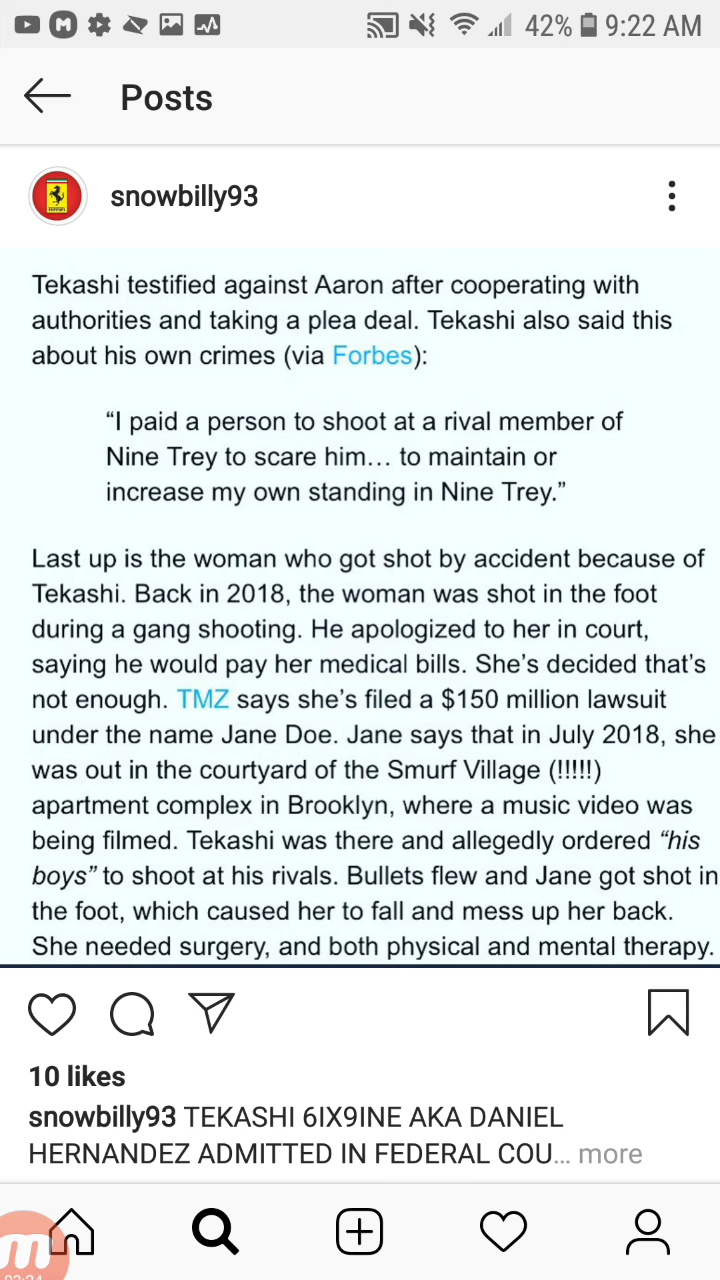 42% 9:22 AM
Posts
snowbilly93
Tekashi testified against Aaron after cooperating with
authorities and taking a plea deal. Tekashi also said this
about his own crimes (via Forbes):
“I paid a person to shoot at a rival member of
Nine Trey to scare him… to maintain or
increase my own standing in Nine Trey.”
Last up is the woman who got shot by accident because of
Tekashi. Back in 2018, the woman was shot in the foot
during a gang shooting. He apologized to her in court,
saying he would pay her medical bills. She’s decided that’s
not enough. TMZ says she’s filed a $150 million lawsuit
under the name Jane Doe. Jane says that in July 2018, she
was out in the courtyard of the Smurf Village (!!!!!)
apartment complex in Brooklyn, where a music video was
being filmed. Tekashi was there and allegedly ordered “his
boys” to shoot at his rivals. Bullets flew and Jane got shot in
the foot, which caused her to fall and mess up her back.
She needed surgery, and both physical and mental therapy.
10 likes
snowbilly93 TEKASHI 6IX9INE AKA DANIEL
HERNANDEZ ADMITTED IN FEDERAL COU... more